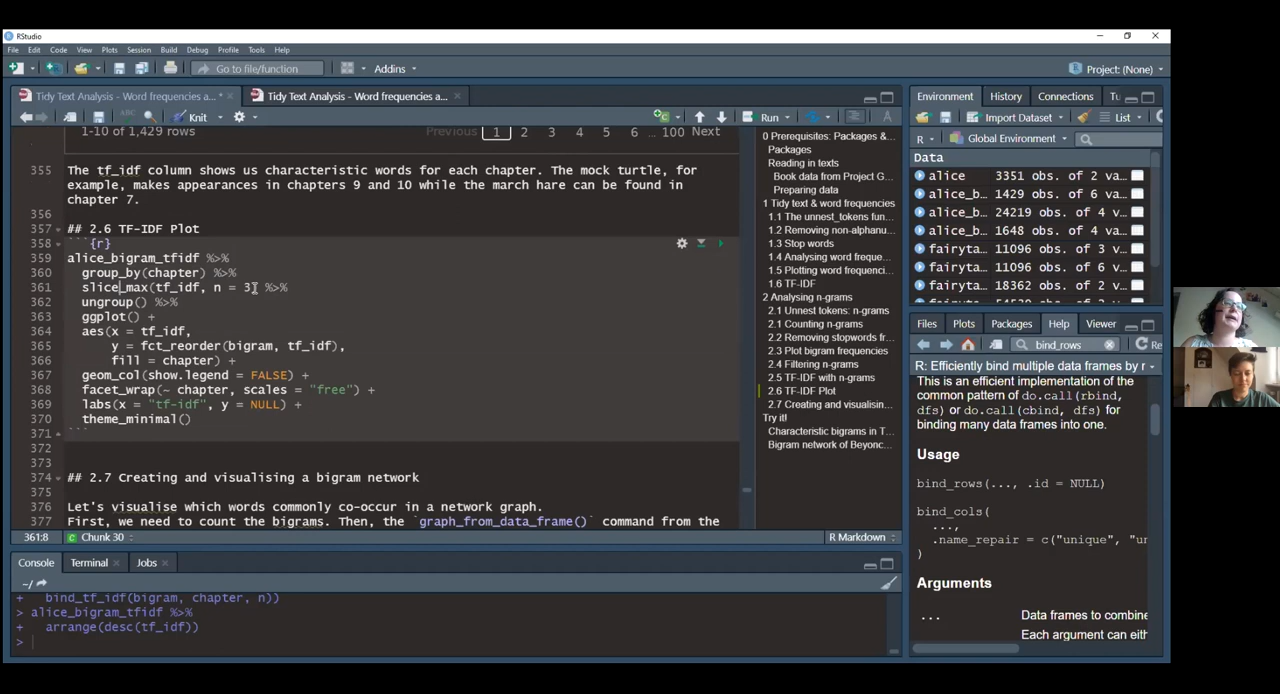 RStudio
File Edit Code View Plots Session Build Debug Profile Tools Help
Go to file/function
Addins
Project: (None)
Tidy Text Analysis - Word frequencies a...*
Tidy Text Analysis - Word frequencies a...
Knit
Run
1-10 of 1,429 rows
Previous 1 2 3 4 5 6 ... 100 Next
355 The tf_idf column shows us characteristic words for each chapter. The mock turtle, for
example, makes appearances in chapters 9 and 10 while the march hare can be found in
chapter 7.
356
357 ## 2.6 TF-IDF Plot
358 ```{r}
359 alice_bigram_tfidf %>%
360 group_by(chapter) %>%
361 slice_max(tf_idf, n = 3) %>%
362 ungroup() %>%
363 ggplot() +
364 aes(x = tf_idf,
365 y = fct_reorder(bigram, tf_idf),
366 fill = chapter) +
367 geom_col(show.legend = FALSE) +
368 facet_wrap(~ chapter, scales = "free") +
369 labs(x = "tf-idf", y = NULL) +
370 theme_minimal()
371 ```
372
373
374 ## 2.7 Creating and visualising a bigram network
375
376 Let's visualise which words commonly co-occur in a network graph.
377 First, we need to count the bigrams. Then, the `graph_from_data_frame()` command from the
361:8 Chunk 30 R Markdown
0 Prerequisites: Packages &...
Packages
Reading in texts
Book data from Project G...
Preparing data
1 Tidy text & word frequencies
1.1 The unnest_tokens fun...
1.2 Removing non-alphanu...
1.3 Stop words
1.4 Analysing word freque...
1.5 Plotting word frequenci...
1.6 TF-IDF
2 Analysing n-grams
2.1 Unnest tokens: n-grams
2.1 Counting n-grams
2.2 Removing stopwords fr...
2.3 Plot bigram frequencies
2.4 Filtering n-grams
2.5 TF-IDF with n-grams
2.6 TF-IDF Plot
2.7 Creating and visualisin...
Try it!
Characteristic bigrams in T...
Bigram network of Beyonc...
Console Terminal Jobs
~/
+ bind_tf_idf(bigram, chapter, n))
> alice_bigram_tfidf %>%
+ arrange(desc(tf_idf))
>
Environment History Connections Tu
Import Dataset List
R Global Environment
Data
alice 3351 obs. of 2 va...
alice_b... 1429 obs. of 6 va...
alice_b... 24219 obs. of 4 v...
alice_b... 1648 obs. of 4 va...
fairyta... 11096 obs. of 3 v...
fairyta... 11096 obs. of 6 v...
fairyta... 18362 obs. of 2 v...
Files Plots Packages Help Viewer
bind_rows Re
R: Efficiently bind multiple data frames by r
This is an efficient implementation of the
common pattern of do.call(rbind,
dfs) or do.call(cbind, dfs) for
binding many data frames into one.
Usage
bind_rows(..., .id = NULL)
bind_cols(
...,
.name_repair = c("unique", "un
)
Arguments
... Data frames to combine
Each argument can eith